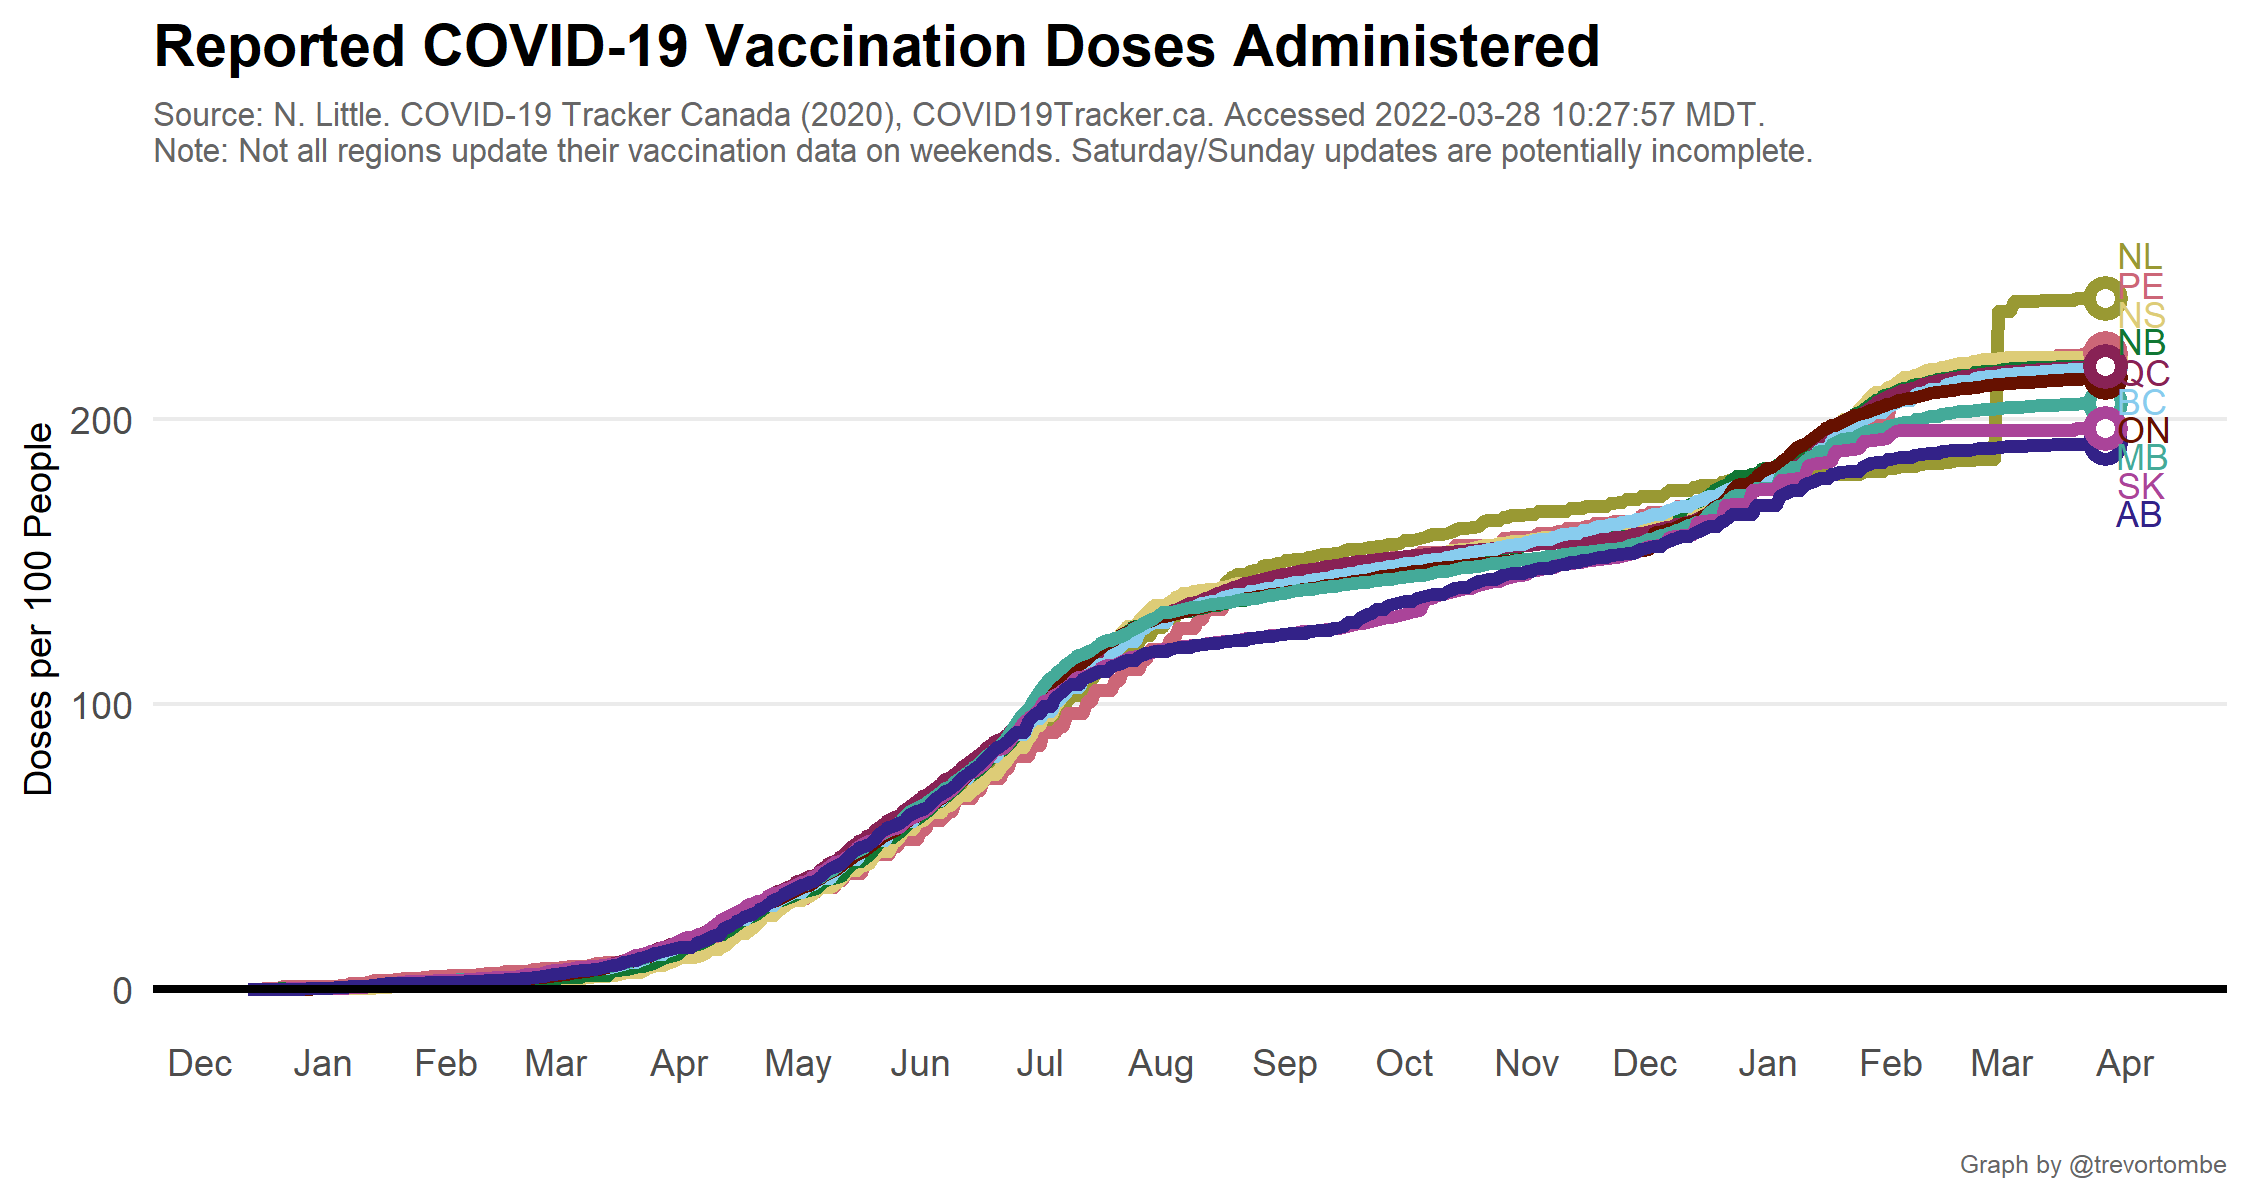 Reported COVID-19 Vaccination Doses Administered
Source: N. Little. COVID-19 Tracker Canada (2020), COVID19Tracker.ca. Accessed 2022-03-28 10:27:57 MDT.
Note: Not all regions update their vaccination data on weekends. Saturday/Sunday updates are potentially incomplete.
Doses per 100 People
200
100
0
NL
PE
NS
NB
QC
BC
ON
MB
SK
AB
Dec Jan Feb Mar Apr May Jun Jul Aug Sep Oct Nov Dec Jan Feb Mar Apr
Graph by @trevortombe